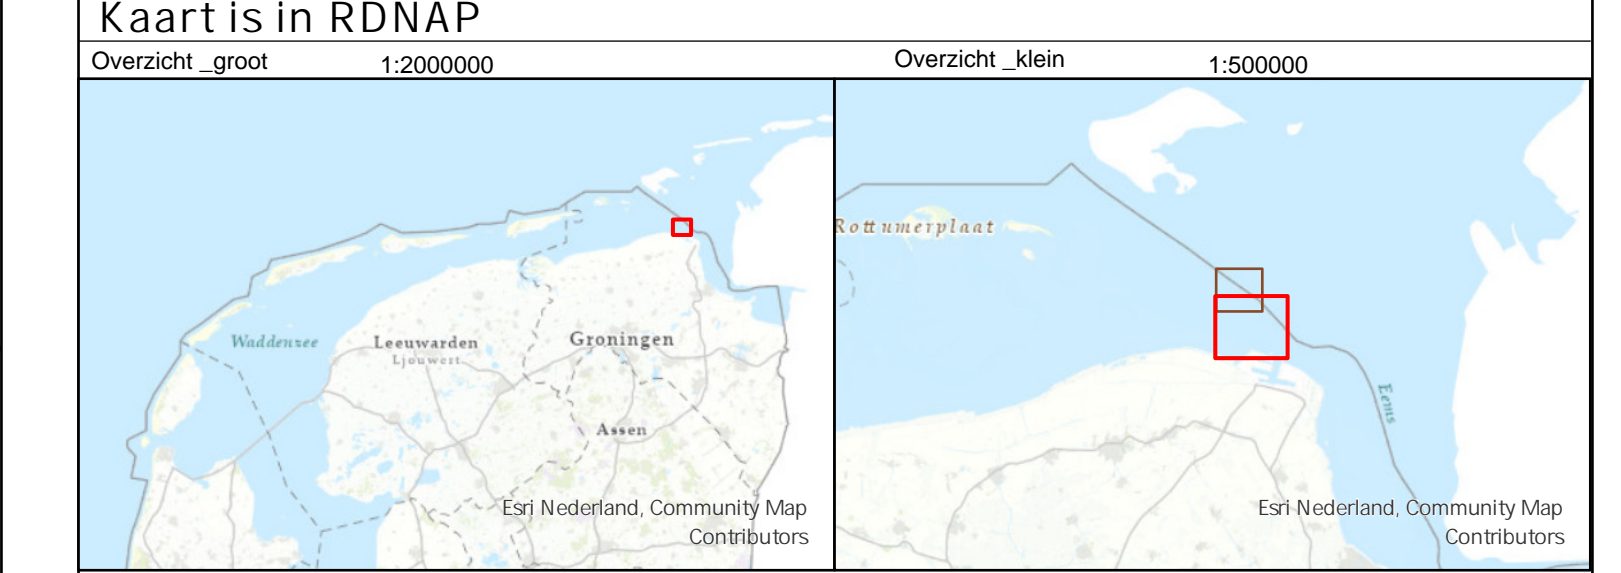 Kaart is in RDNAP
Overzicht _groot 1:2000000
Overzicht _klein 1:500000
Waddenzee
Leeuwarden
Ljouwert
Groningen
Assen
Esri Nederland, Community Map
Contributors
Rottumerplaat
Eems
Esri Nederland, Community Map
Contributors